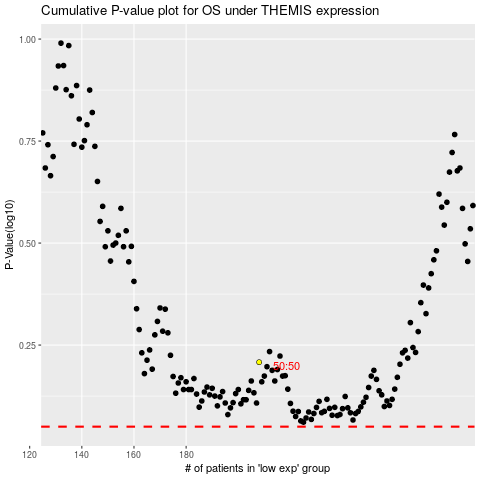 Cumulative P-value plot for OS under THEMIS expression
P-Value(log10)
1.00
0.75
0.50
0.25
50:50
120 140 160 180
# of patients in 'low exp' group